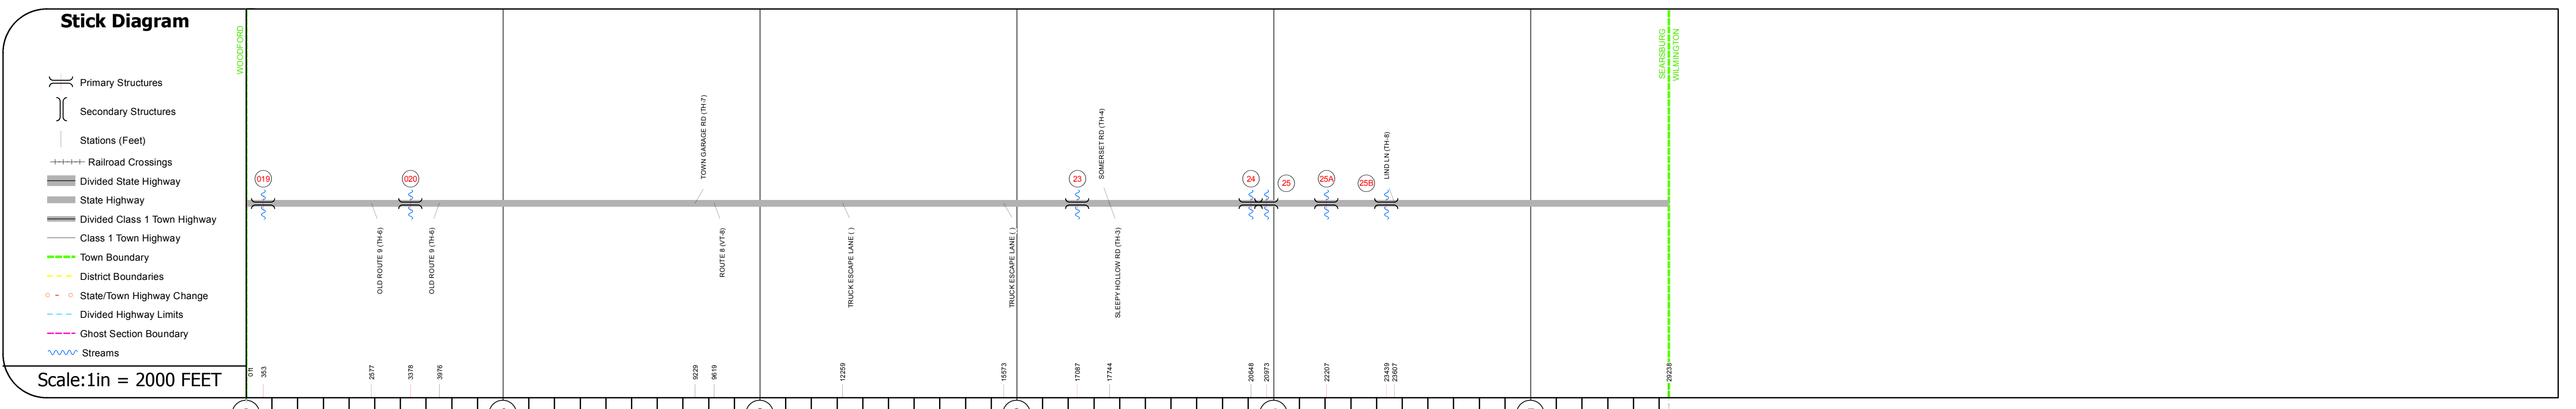 Stick Diagram
Primary Structures
Secondary Structures
Stations (Feet)
Railroad Crossings
Divided State Highway
State Highway
Divided Class 1 Town Highway
Class 1 Town Highway
Town Boundary
District Boundaries
State/Town Highway Change
Divided Highway Limits
Ghost Section Boundary
Streams
Scale:1in = 2000 FEET
WOODFORD
SEARSBURG
WILMINGTON
TOWN GARAGE RD (TH-7)
SOMERSET RD (TH-4)
LIND LN (TH-8)
019
020
23
24
25
25A
25B
OLD ROUTE 9 (TH-6)
OLD ROUTE 9 (TH-6)
ROUTE 8 (VT-8)
TRUCK ESCAPE LANE ( )
TRUCK ESCAPE LANE ( )
SLEEPY HOLLOW RD (TH-3)
0 ft
353
2577
3378
3976
9229
9619
12259
15573
17087
17744
20648
20973
22207
23439
23607
29238